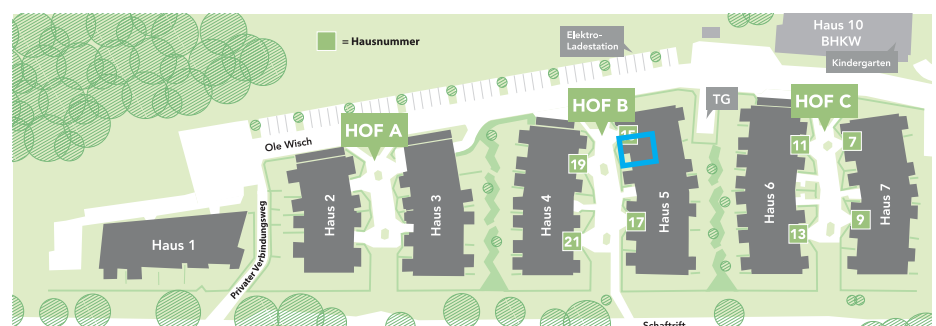 Haus 10
BHKW
Elektro-
Ladestation
= Hausnummer
Kindergarten
TG
HOF A
HOF B
HOF C
15
Ole Wisch
19
11
7
Haus 1
Haus 2
Haus 3
Haus 4
Haus 5
Haus 6
Haus 7
17
9
21
13
Privater Verbindungsweg
Schaftrift